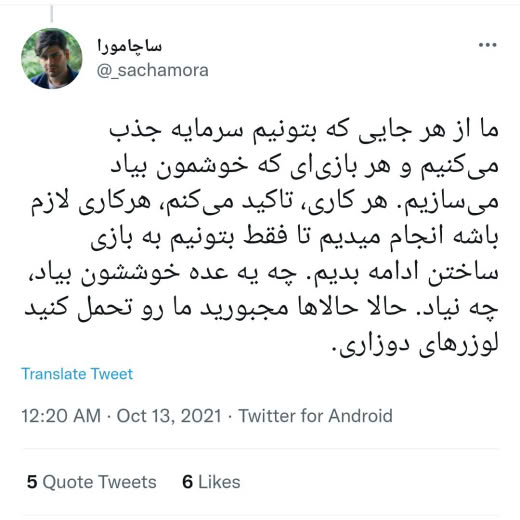 ساچامورا
@_sachamora
ما از هر جایی که بتونیم سرمایه جذب
می‌کنیم و هر بازی‌ای که خوشمون بیاد
می‌سازیم. هر کاری، تاکید می‌کنم، هرکاری لازم
باشه انجام میدیم تا فقط بتونیم به بازی
ساختن ادامه بدیم. چه یه عده خوششون بیاد،
چه نیاد. حالا حالاها مجبورید ما رو تحمل کنید
لوزرهای دوزاری.
Translate Tweet
12:20 AM · Oct 13, 2021 · Twitter for Android
5 Quote Tweets 6 Likes